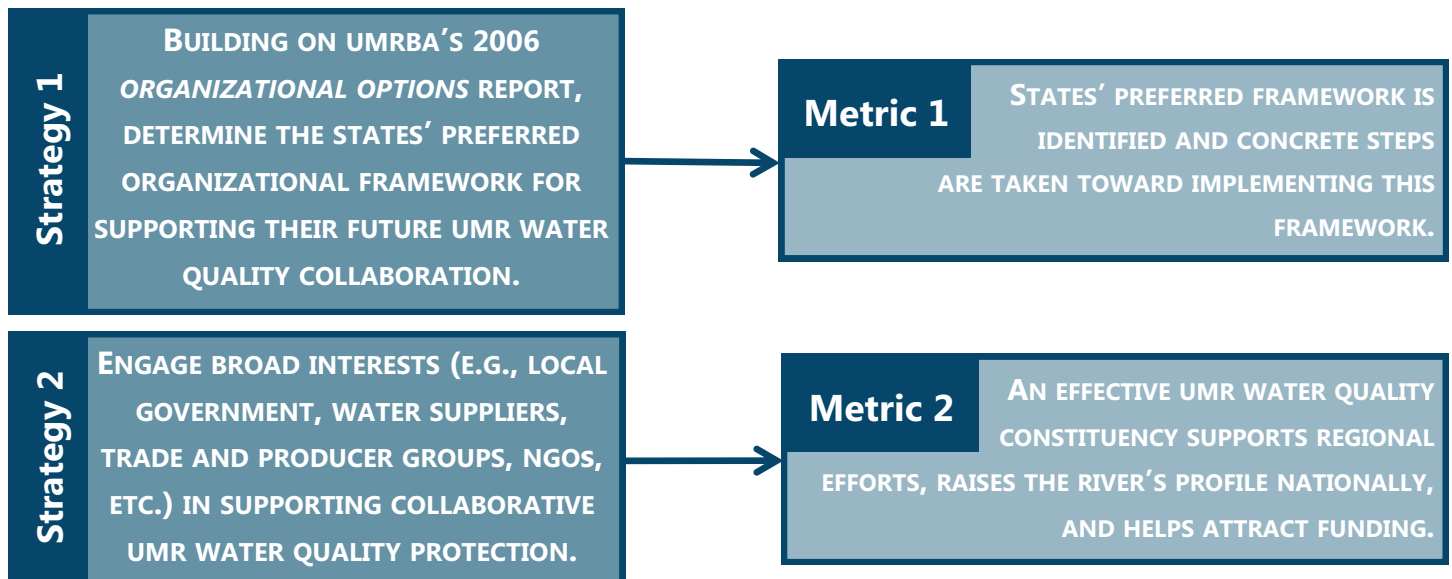 Strategy 1
BUILDING ON UMRBA'S 2006
ORGANIZATIONAL OPTIONS REPORT,
DETERMINE THE STATES' PREFERRED
ORGANIZATIONAL FRAMEWORK FOR
SUPPORTING THEIR FUTURE UMR WATER
QUALITY COLLABORATION.
Metric 1
STATES' PREFERRED FRAMEWORK IS
IDENTIFIED AND CONCRETE STEPS
ARE TAKEN TOWARD IMPLEMENTING THIS
FRAMEWORK.
Strategy 2
ENGAGE BROAD INTERESTS (E.G., LOCAL
GOVERNMENT, WATER SUPPLIERS,
TRADE AND PRODUCER GROUPS, NGOS,
ETC.) IN SUPPORTING COLLABORATIVE
UMR WATER QUALITY PROTECTION.
Metric 2
AN EFFECTIVE UMR WATER QUALITY
CONSTITUENCY SUPPORTS REGIONAL
EFFORTS, RAISES THE RIVER'S PROFILE NATIONALLY,
AND HELPS ATTRACT FUNDING.